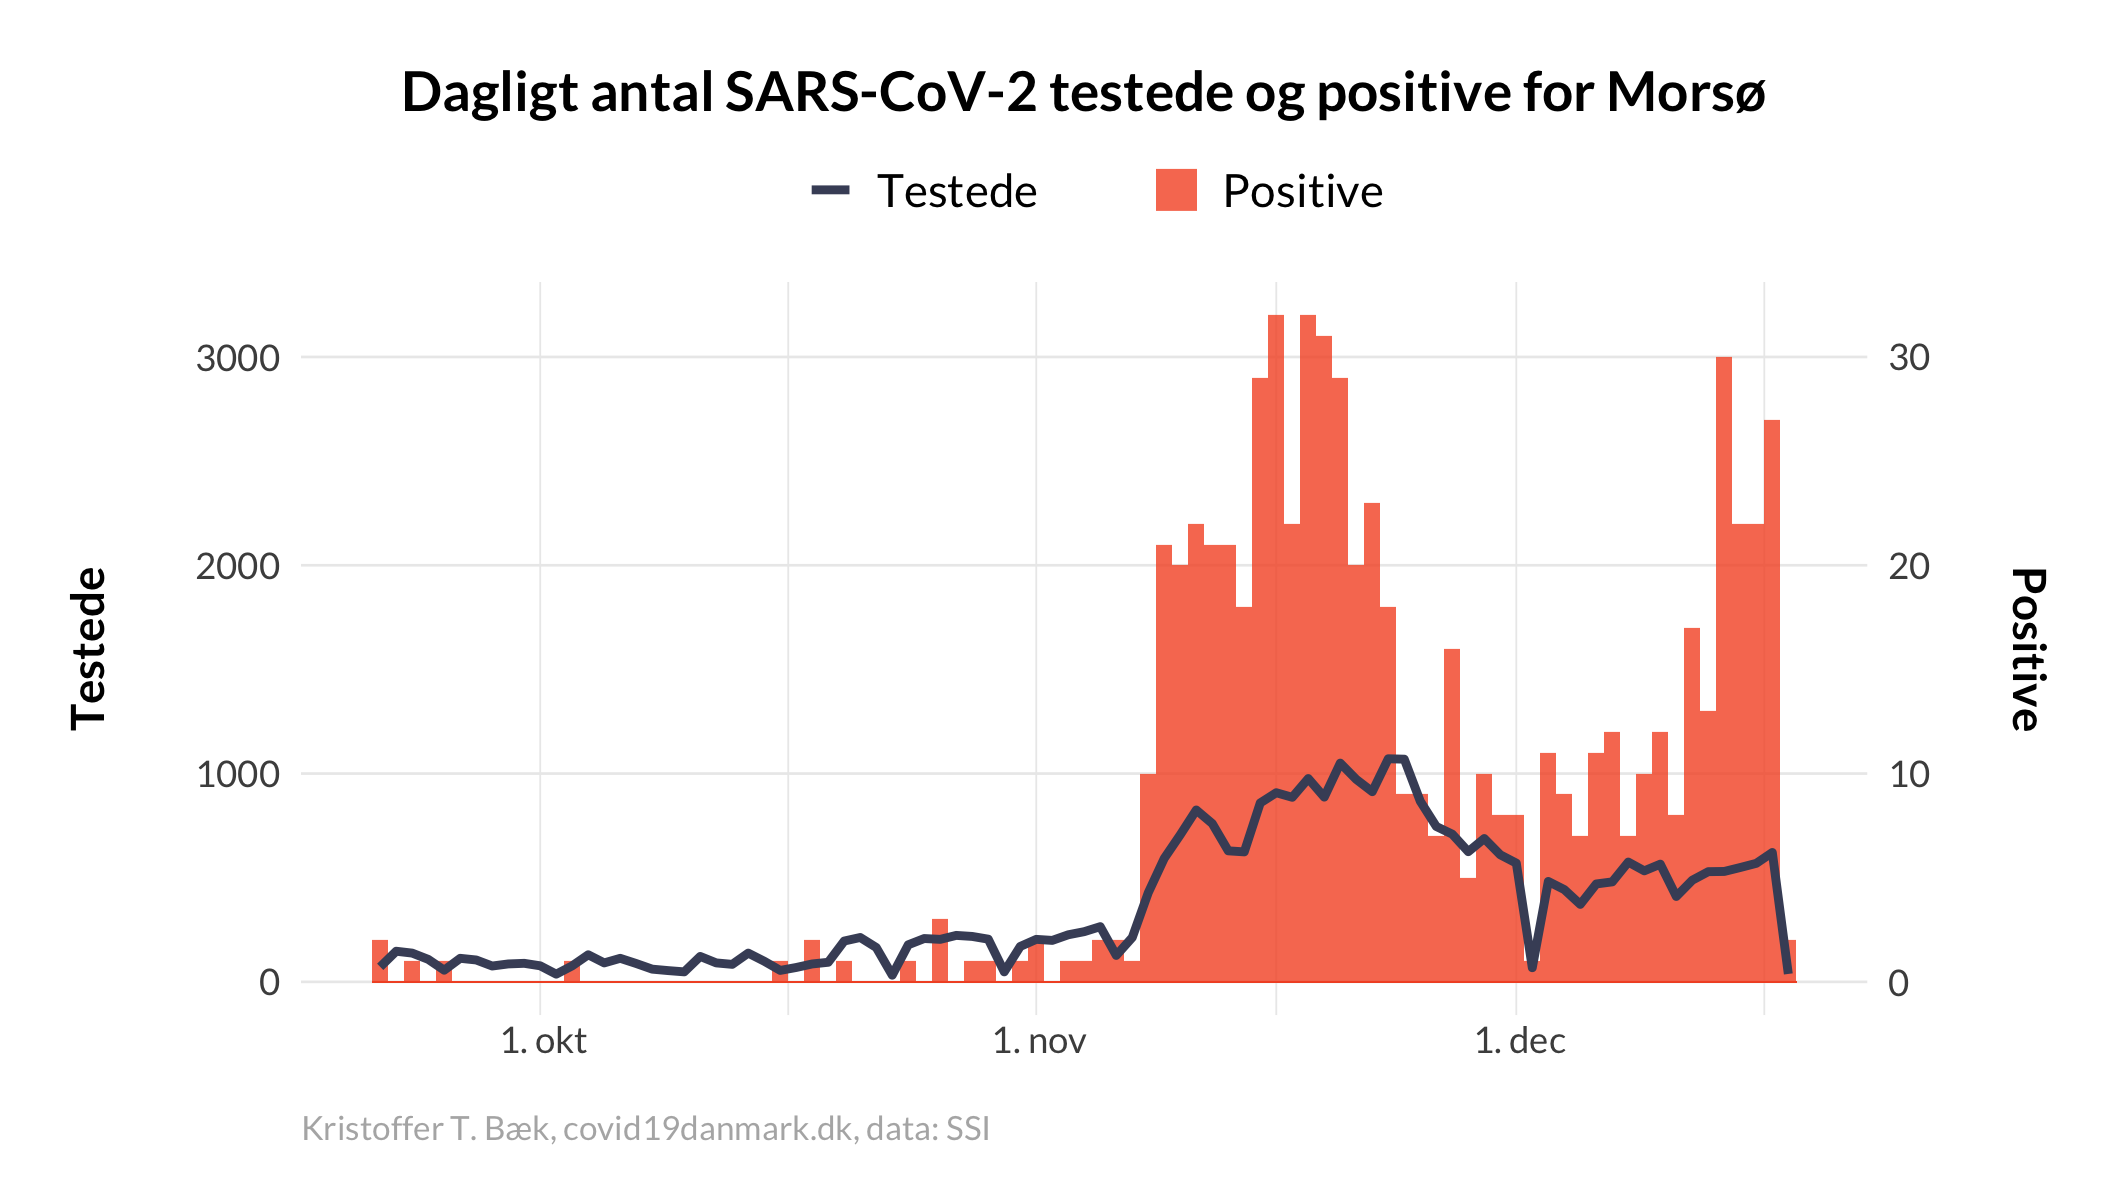 Dagligt antal SARS-CoV-2 testede og positive for Morsø
Testede Positive
3000 30
2000 20
1000 10
0 0
Testede
Positive
1. okt 1. nov 1. dec
Kristoffer T. Bæk, covid19danmark.dk, data: SSI